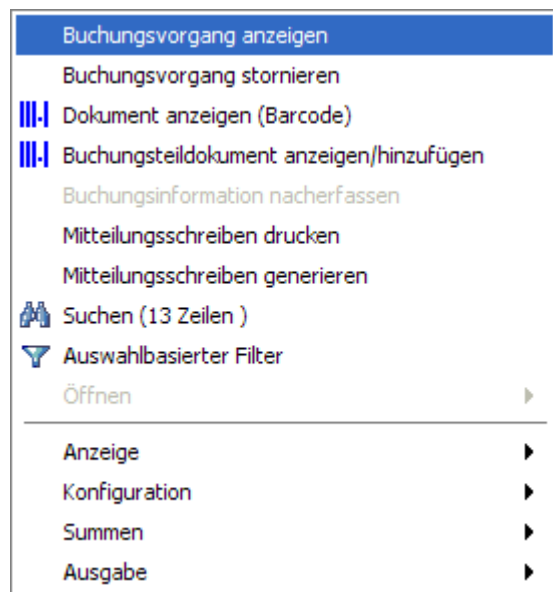 Buchungsvorgang anzeigen
Buchungsvorgang stornieren
Dokument anzeigen (Barcode)
Buchungsteildokument anzeigen/hinzufügen
Buchungsinformation nacherfassen
Mitteilungsschreiben drucken
Mitteilungsschreiben generieren
Suchen (13 Zeilen )
Auswahlbasierter Filter
Öffnen
Anzeige
Konfiguration
Summen
Ausgabe